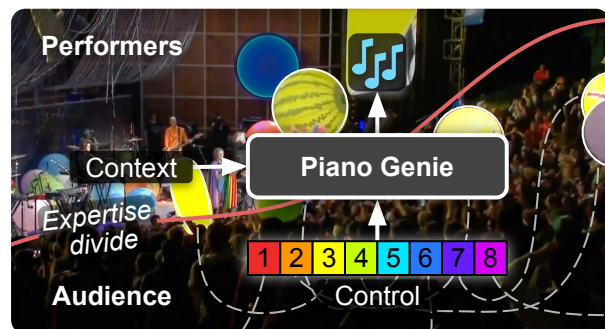 Performers
Context
Piano Genie
Expertise
divide
1 2 3 4 5 6 7 8
Audience
Control